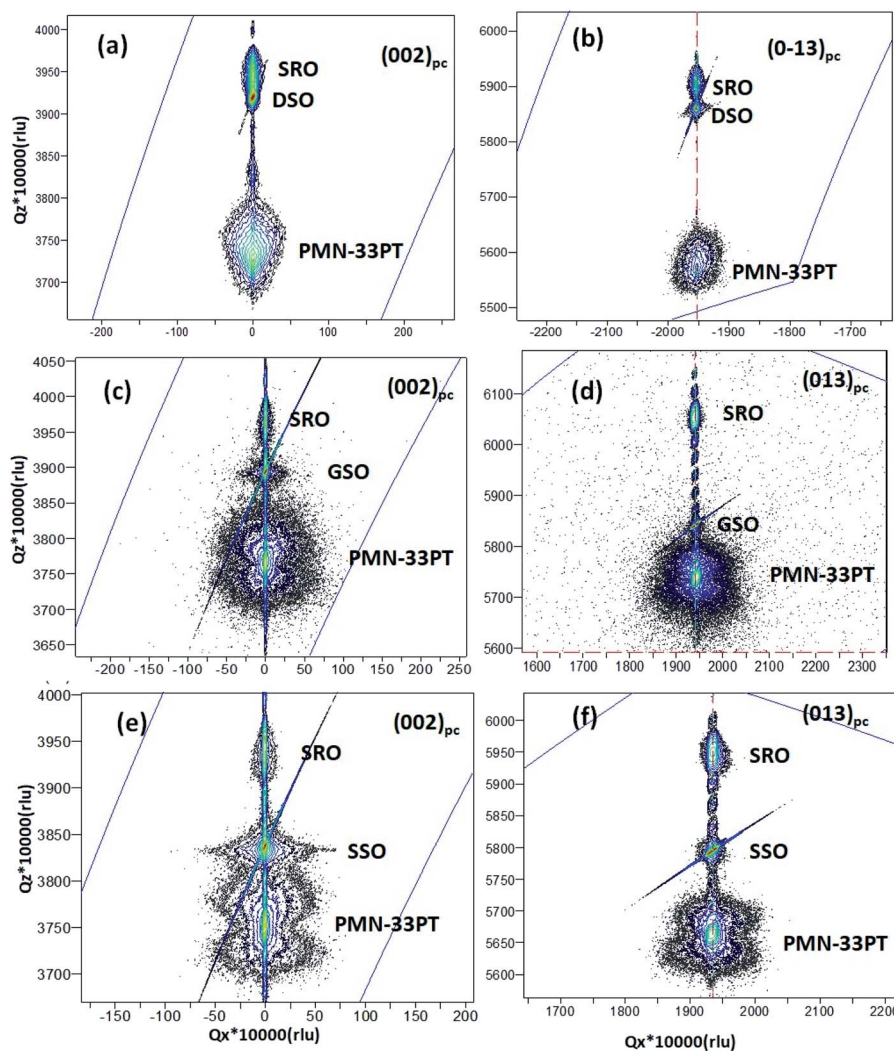 (a)
(002)pc
SRO
DSO
PMN-33PT
4000
3950
3900
3850
3800
3750
3700
-200 -100 0 100 200
(b)
(0-13)pc
SRO
DSO
PMN-33PT
6000
5900
5800
5700
5600
5500
-2200 -2100 -2000 -1900 -1800 -1700
Qz*10000(rlu)
(c)
(002)pc
SRO
GSO
PMN-33PT
4050
4000
3950
3900
3850
3800
3750
3700
3650
-200 -150 -100 -50 0 50 100 150 200 250
Qz*10000(rlu)
(d)
(013)pc
SRO
GSO
PMN-33PT
6100
6000
5900
5800
5700
5600
1600 1700 1800 1900 2000 2100 2200 2300
(e)
(002)pc
SRO
SSO
PMN-33PT
4000
3950
3900
3850
3800
3750
3700
-150 -100 -50 0 50 100 150 200
Qz*10000(rlu)
Qx*10000(rlu)
(f)
(013)pc
SRO
SSO
PMN-33PT
6000
5950
5900
5850
5800
5750
5700
5650
5600
1700 1800 1900 2000 2100 2200
Qx*10000(rlu)